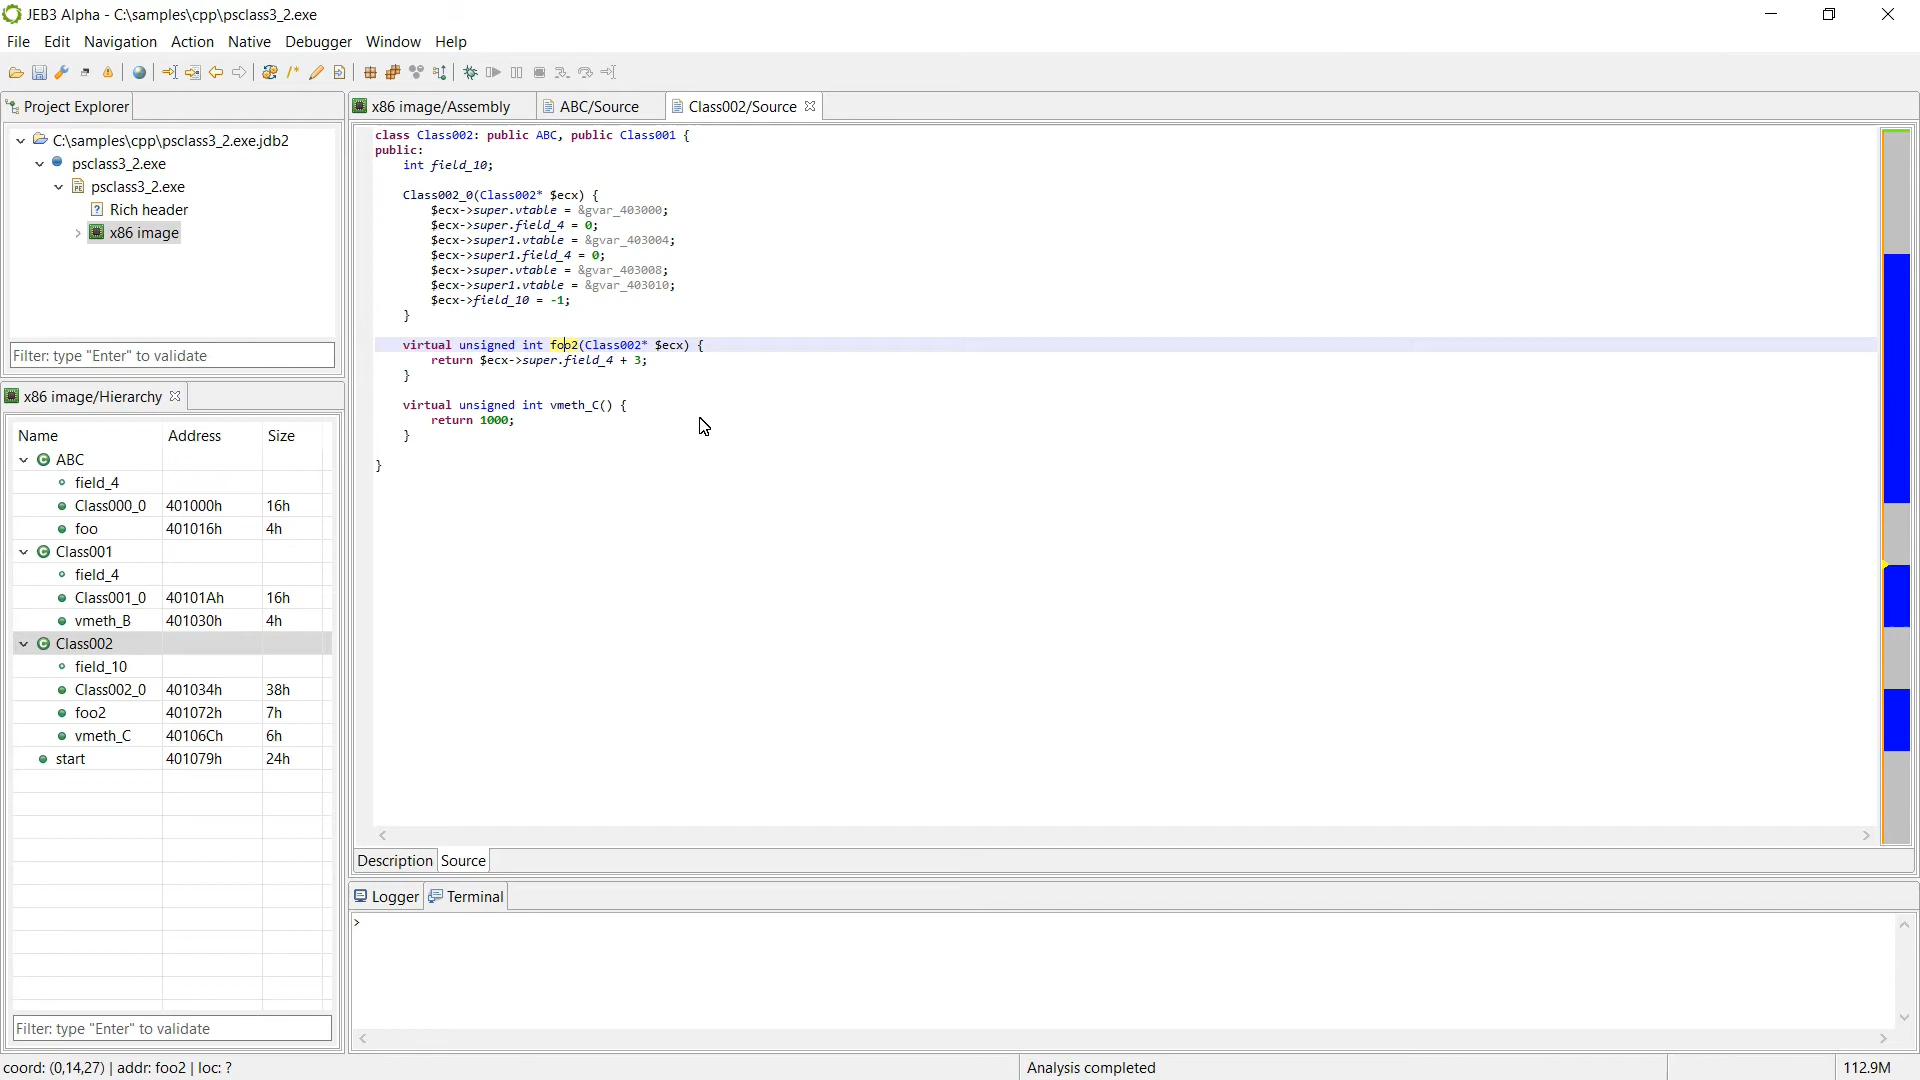 JEB3 Alpha - C:\samples\cpp\psclass3_2.exe
File Edit Navigation Action Native Debugger Window Help
Project Explorer
C:\samples\cpp\psclass3_2.exe.jdb2
psclass3_2.exe
psclass3_2.exe
Rich header
x86 image
Filter: type "Enter" to validate
x86 image/Hierarchy
Name Address Size
ABC
field_4
Class000_0 401000h 16h
foo 401016h 4h
Class001
field_4
Class001_0 40101Ah 16h
vmeth_B 401030h 4h
Class002
field_10
Class002_0 401034h 38h
foo2 401072h 7h
vmeth_C 40106Ch 6h
start 401079h 24h
Filter: type "Enter" to validate
x86 image/Assembly ABC/Source Class002/Source
class Class002: public ABC, public Class001 {
public:
int field_10;
Class002_0(Class002* $ecx) {
$ecx->super.vtable = &gvar_403000;
$ecx->super.field_4 = 0;
$ecx->super1.vtable = &gvar_403004;
$ecx->super1.field_4 = 0;
$ecx->super.vtable = &gvar_403008;
$ecx->super1.vtable = &gvar_403010;
$ecx->field_10 = -1;
}
virtual unsigned int foo2(Class002* $ecx) {
return $ecx->super.field_4 + 3;
}
virtual unsigned int vmeth_C() {
return 1000;
}
}
Description Source
Logger Terminal
>
coord: (0,14,27) | addr: foo2 | loc: ? Analysis completed 112.9M